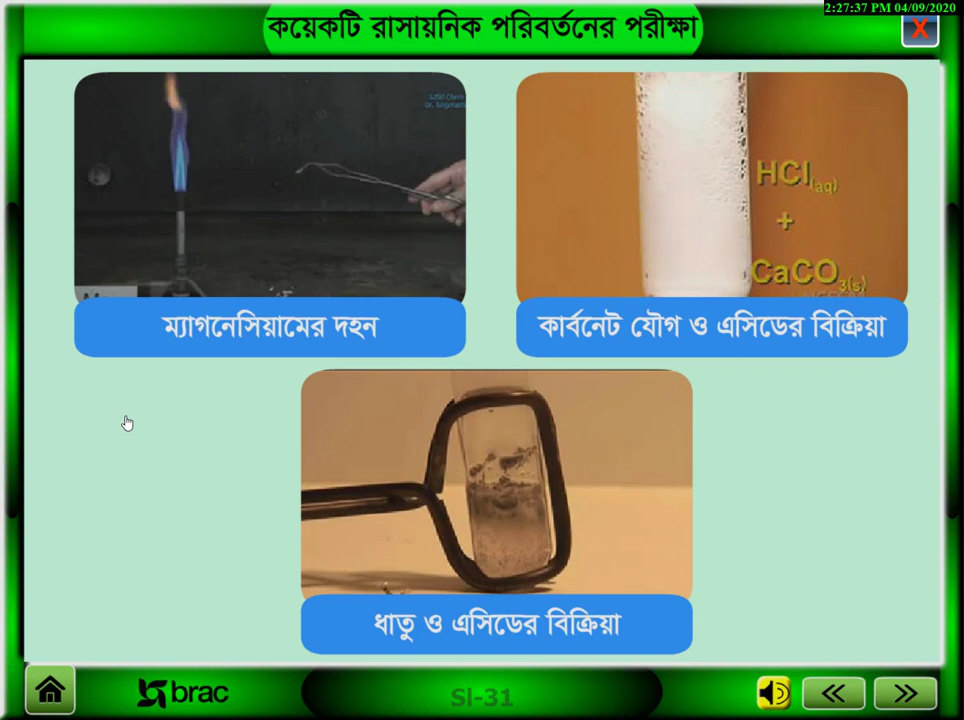 2:27:37 PM 04/09/2020
কয়েকটি রাসায়নিক পরিবর্তনের পরীক্ষা
X
HCl(aq)
+
CaCO3(s)
ম্যাগনেসিয়ামের দহন
কার্বনেট যৌগ ও এসিডের বিক্রিয়া
ধাতু ও এসিডের বিক্রিয়া
brac
Sl-31